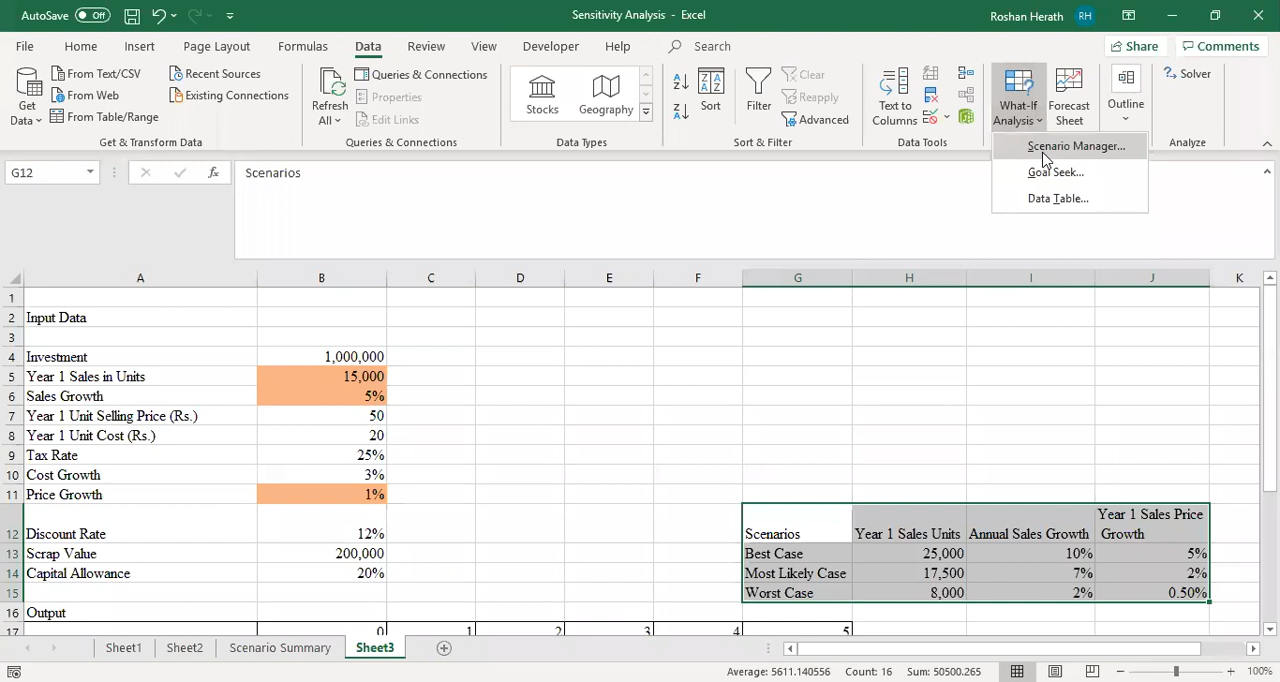 AutoSave Off Sensitivity Analysis - Excel Roshan Herath RH
File Home Insert Page Layout Formulas Data Review View Developer Help Search Share Comments
Get Data
From Text/CSV
From Web
From Table/Range
Recent Sources
Existing Connections
Get & Transform Data
Refresh All
Queries & Connections
Properties
Edit Links
Queries & Connections
Stocks Geography
Data Types
Sort
Filter
Clear
Reapply
Advanced
Sort & Filter
Text to Columns
Data Tools
What-If Analysis
Forecast Sheet
Outline
Solver
Analyze
Scenario Manager...
Goal Seek...
Data Table...
G12 fx Scenarios
A B C D E F G H I J K
1
2 Input Data
3
4 Investment 1,000,000
5 Year 1 Sales in Units 15,000
6 Sales Growth 5%
7 Year 1 Unit Selling Price (Rs.) 50
8 Year 1 Unit Cost (Rs.) 20
9 Tax Rate 25%
10 Cost Growth 3%
11 Price Growth 1%
Year 1 Sales Price
12 Discount Rate 12% Scenarios Year 1 Sales Units Annual Sales Growth Growth
13 Scrap Value 200,000 Best Case 25,000 10% 5%
14 Capital Allowance 20% Most Likely Case 17,500 7% 2%
15 Worst Case 8,000 2% 0.50%
16 Output
17 0 1 2 3 4 5
Sheet1 Sheet2 Scenario Summary Sheet3
Average: 5611.140556 Count: 16 Sum: 50500.265 100%